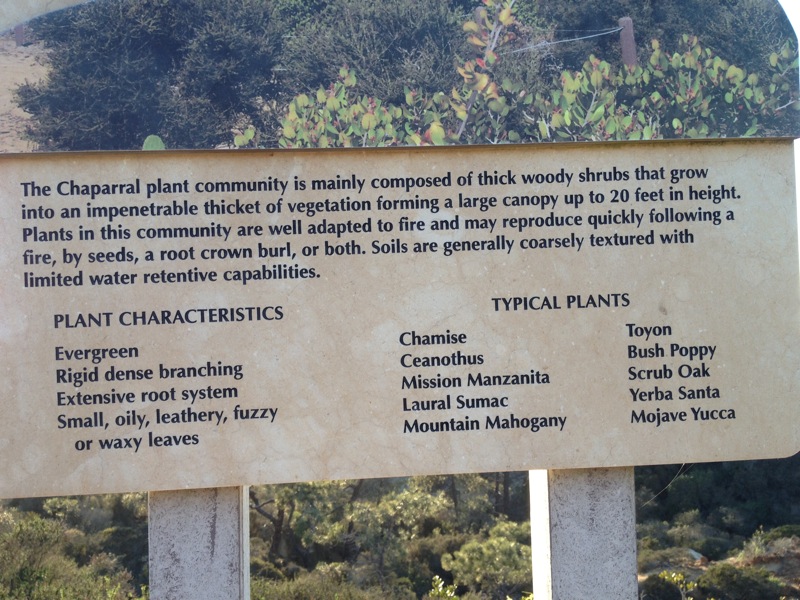 The Chaparral plant community is mainly composed of thick woody shrubs that grow
into an impenetrable thicket of vegetation forming a large canopy up to 20 feet in height.
Plants in this community are well adapted to fire and may reproduce quickly following a
fire, by seeds, a root crown burl, or both. Soils are generally coarsely textured with
limited water retentive capabilities.
PLANT CHARACTERISTICS
Evergreen
Rigid dense branching
Extensive root system
Small, oily, leathery, fuzzy
or waxy leaves
TYPICAL PLANTS
Chamise
Ceanothus
Mission Manzanita
Laural Sumac
Mountain Mahogany
Toyon
Bush Poppy
Scrub Oak
Yerba Santa
Mojave Yucca